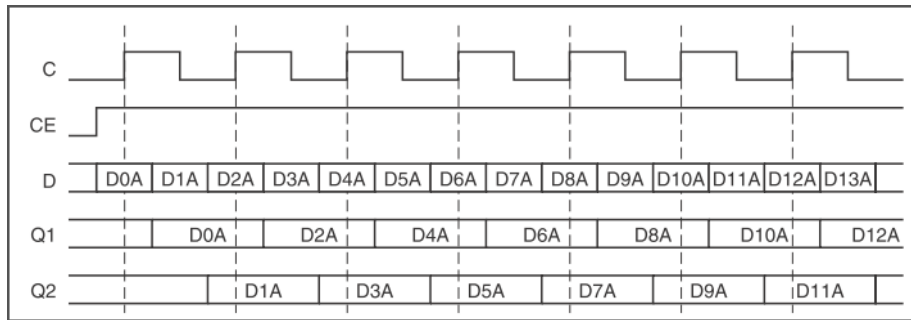 C
CE
D D0A D1A D2A D3A D4A D5A D6A D7A D8A D9A D10A D11A D12A D13A
Q1 D0A D2A D4A D6A D8A D10A D12A
Q2 D1A D3A D5A D7A D9A D11A